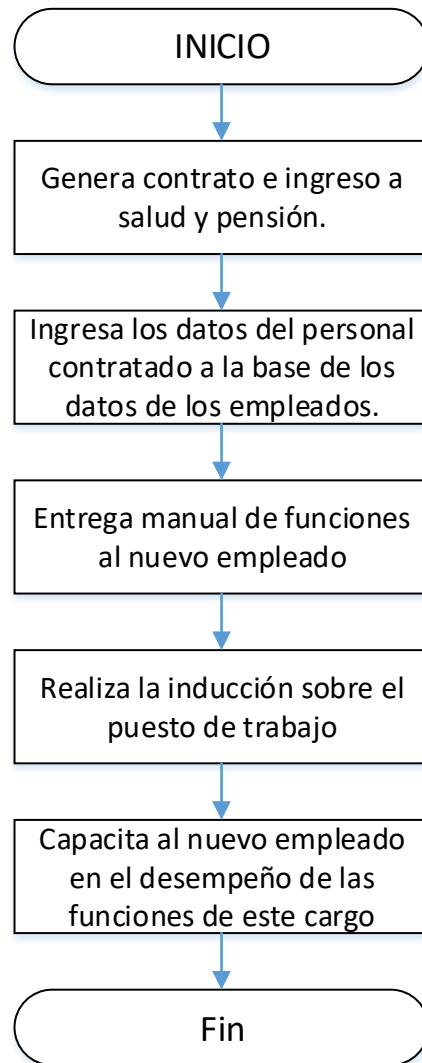 INICIO
Genera contrato e ingreso a
salud y pensión.
Ingresa los datos del personal
contratado a la base de los
datos de los empleados.
Entrega manual de funciones
al nuevo empleado
Realiza la inducción sobre el
puesto de trabajo
Capacita al nuevo empleado
en el desempeño de las
funciones de este cargo
Fin